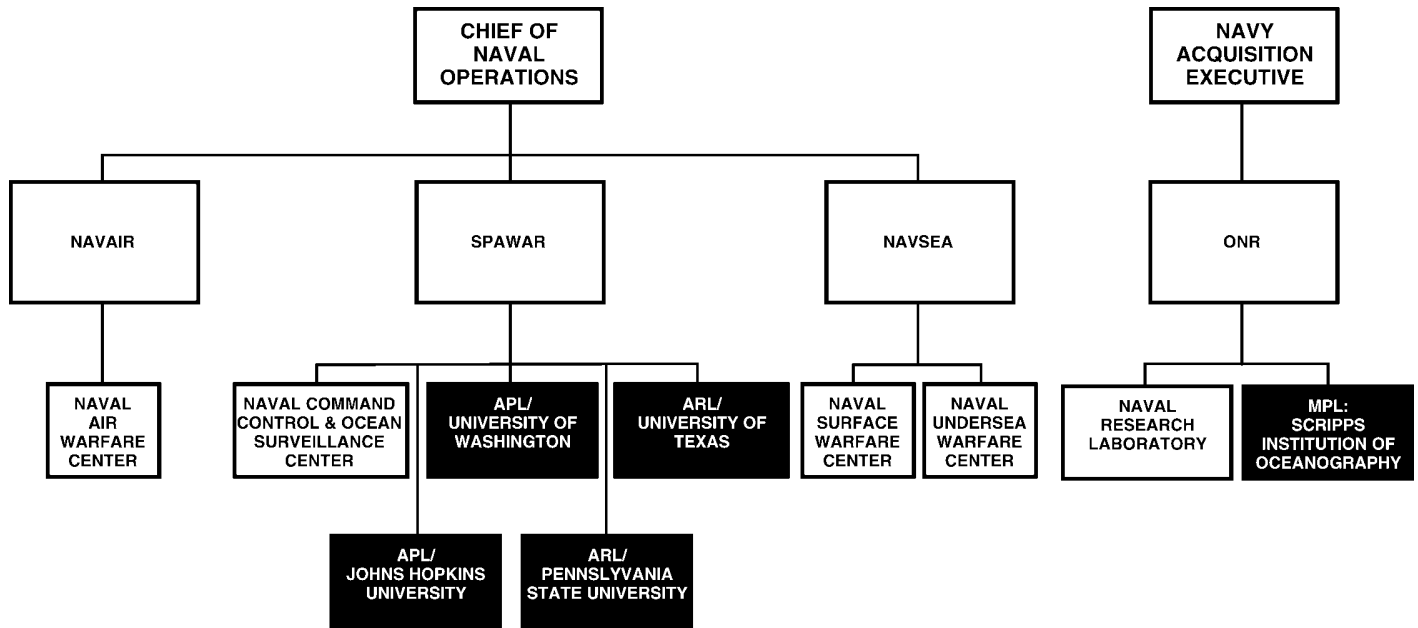 CHIEF OF
NAVAL
OPERATIONS
NAVY
ACQUISITION
EXECUTIVE
NAVAIR
SPAWAR
NAVSEA
ONR
NAVAL
AIR
WARFARE
CENTER
NAVAL COMMAND
CONTROL & OCEAN
SURVEILLANCE
CENTER
APL/
UNIVERSITY OF
WASHINGTON
ARL/
UNIVERSITY OF
TEXAS
NAVAL
SURFACE
WARFARE
CENTER
NAVAL
UNDERSEA
WARFARE
CENTER
NAVAL
RESEARCH
LABORATORY
MPL:
SCRIPPS
INSTITUTION OF
OCEANOGRAPHY
APL/
JOHNS HOPKINS
UNIVERSITY
ARL/
PENNSLYVANIA
STATE UNIVERSITY